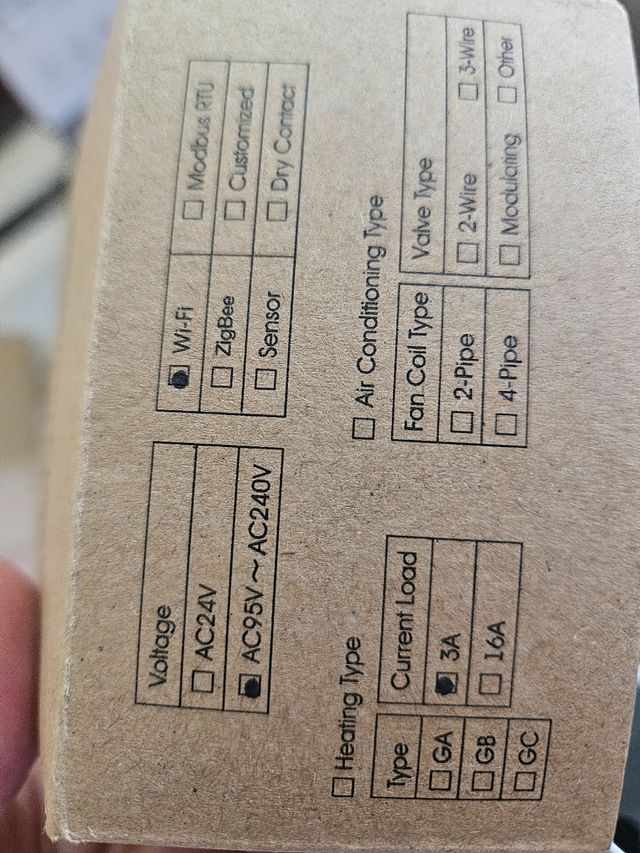 Voltage
AC24V
AC95V~AC240V
Wi-Fi Modbus RTU
ZigBee Customized
Sensor Dry Contact
Heating Type
Type Current Load
GA 3A
GB 16A
GC
Air Conditioning Type
Fan Coil Type Valve Type
2-Pipe 2-Wire 3-Wire
4-Pipe Modulating Other